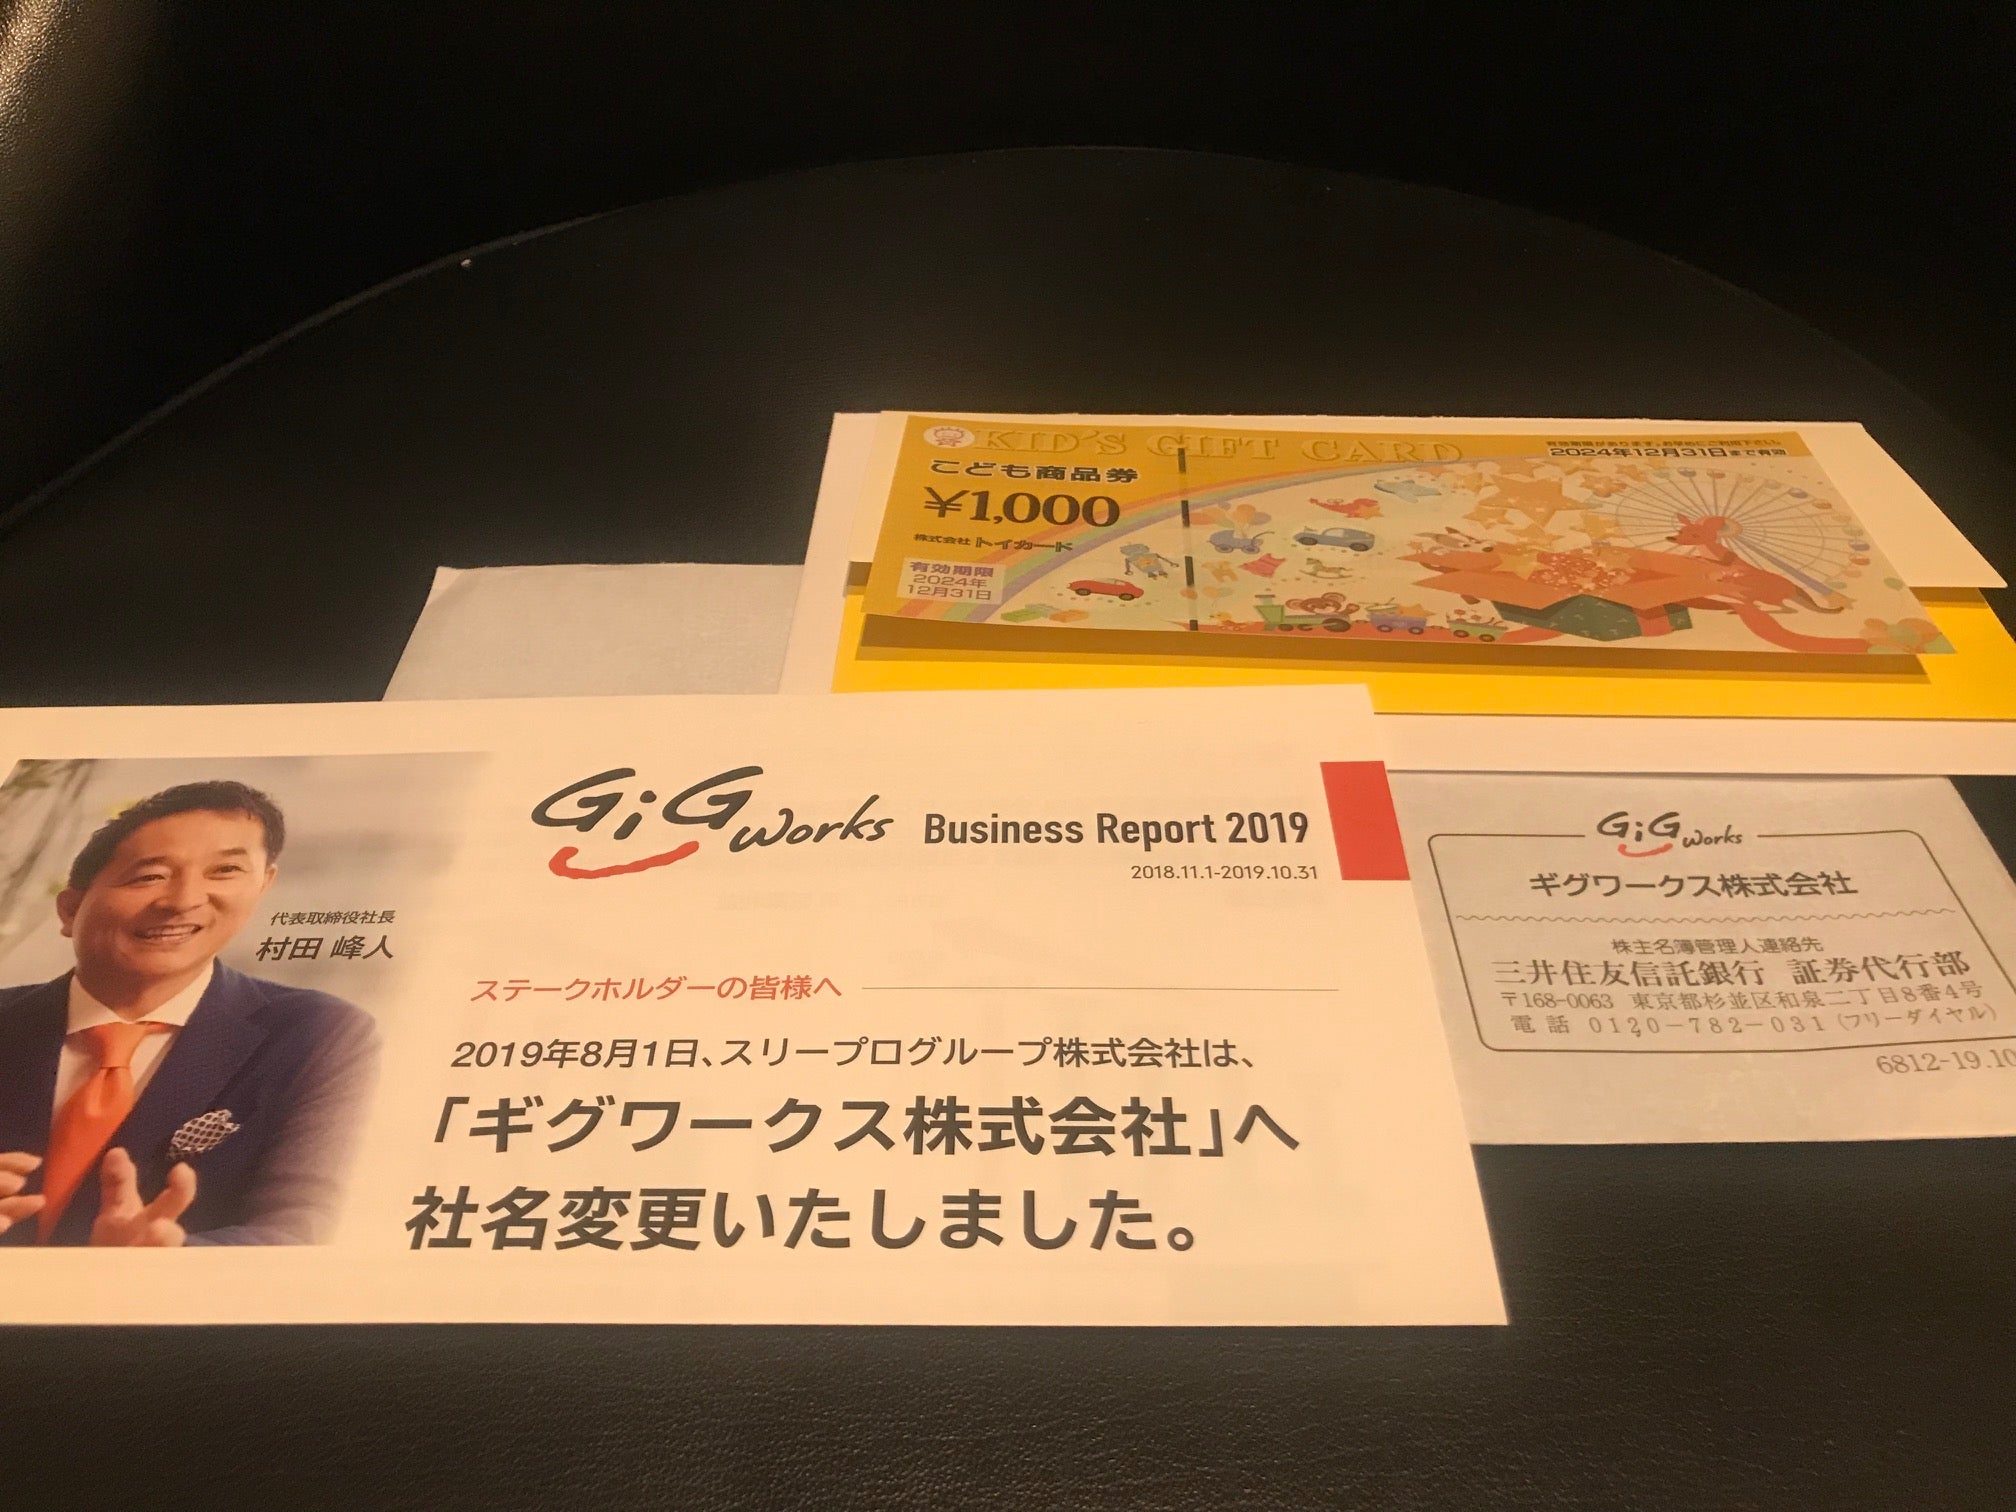 KID'S GIFT CARD
こども商品券
¥1,000
株式会社 トイカード
有効期限
2024年
12月31日
有効期限があります。お早めにご利用下さい。
2024年12月31日まで有効
GiG works Business Report 2019
2018.11.1-2019.10.31
代表取締役社長
村田 峰人
ステークホルダーの皆様へ
2019年8月1日、スリープログループ株式会社は、
「ギグワークス株式会社」へ
社名変更いたしました。
GiG works
ギグワークス株式会社
株主名簿管理人連絡先
三井住友信託銀行 証券代行部
〒168-0063 東京都杉並区和泉二丁目8番4号
電話 0120-782-031 (フリーダイヤル)
6812-19.10